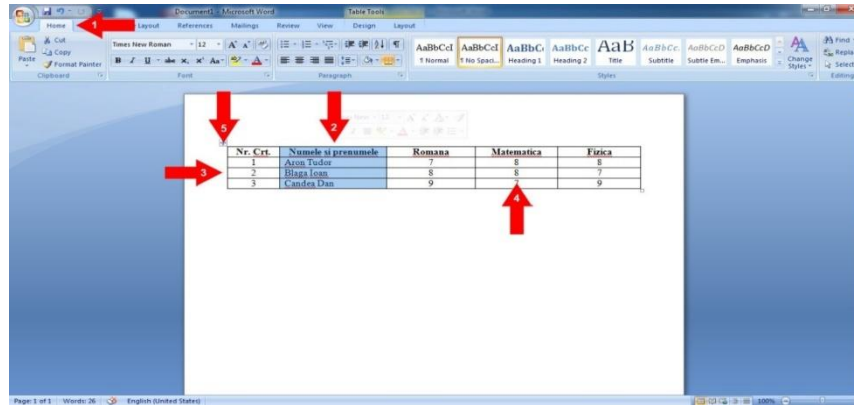 Document1 - Microsoft Word Table Tools
Home Layout References Mailings Review View Design Layout
1
Cut
Copy
Format Painter
Paste
Clipboard
Times New Roman 12
Font
Paragraph
AaBbCcI AaBbCcI AaBbC AaBbCc AaB AaBbCc. AaBbCcD AaBbCcD
¶ Normal ¶ No Spaci... Heading 1 Heading 2 Title Subtitle Subtle Em... Emphasis
Change Styles
Styles
Find
Repla
Select
Editing
5 2
Nr. Crt. Numele si prenumele Romana Matematica Fizica
1 Aron Tudor 7 8 8
2 Blaga Ioan 8 8 7
3 Candea Dan 9 7 9
3
4
Page: 1 of 1 Words: 26 English (United States) 100%